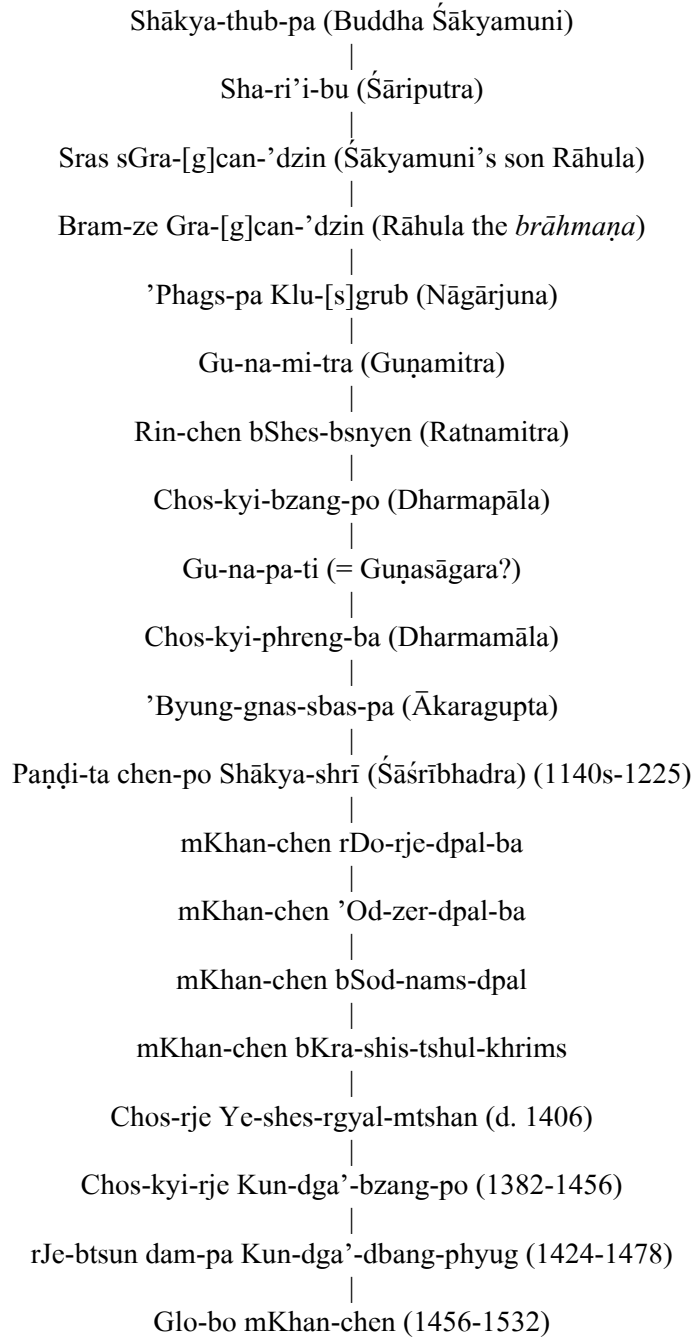 Shākya-thub-pa (Buddha Śākyamuni)
|
Sha-ri’i-bu (Śāriputra)
|
Sras sGra-[g]can-’dzin (Śākyamuni’s son Rāhula)
|
Bram-ze Gra-[g]can-’dzin (Rāhula the brāhmaṇa)
|
’Phags-pa Klu-[s]grub (Nāgārjuna)
|
Gu-na-mi-tra (Guṇamitra)
|
Rin-chen bShes-bsnyen (Ratnamitra)
|
Chos-kyi-bzang-po (Dharmapāla)
|
Gu-na-pa-ti (= Guṇasāgara?)
|
Chos-kyi-phreng-ba (Dharmamāla)
|
’Byung-gnas-sbas-pa (Ākaragupta)
|
Paṇḍi-ta chen-po Shākya-shrī (Śāśrībhadra) (1140s-1225)
|
mKhan-chen rDo-rje-dpal-ba
|
mKhan-chen ’Od-zer-dpal-ba
|
mKhan-chen bSod-nams-dpal
|
mKhan-chen bKra-shis-tshul-khrims
|
Chos-rje Ye-shes-rgyal-mtshan (d. 1406)
|
Chos-kyi-rje Kun-dga’-bzang-po (1382-1456)
|
rJe-btsun dam-pa Kun-dga’-dbang-phyug (1424-1478)
|
Glo-bo mKhan-chen (1456-1532)